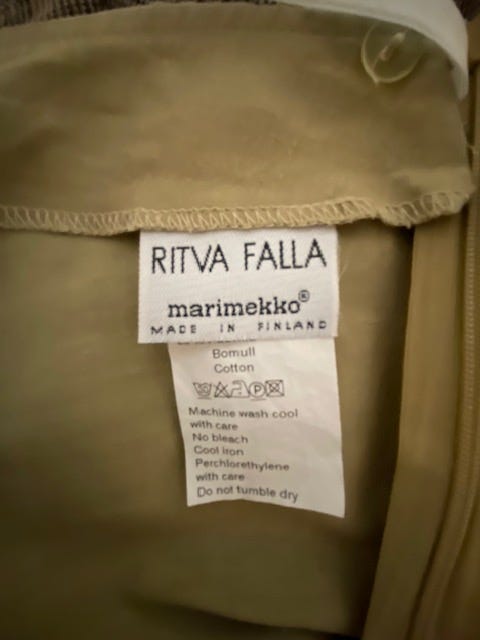 RITVA FALLA
marimekko®
MADE IN FINLAND
Bomull
Cotton
Machine wash cool
with care
No bleach
Cool iron
Perchlorethylene
with care
Do not tumble dry